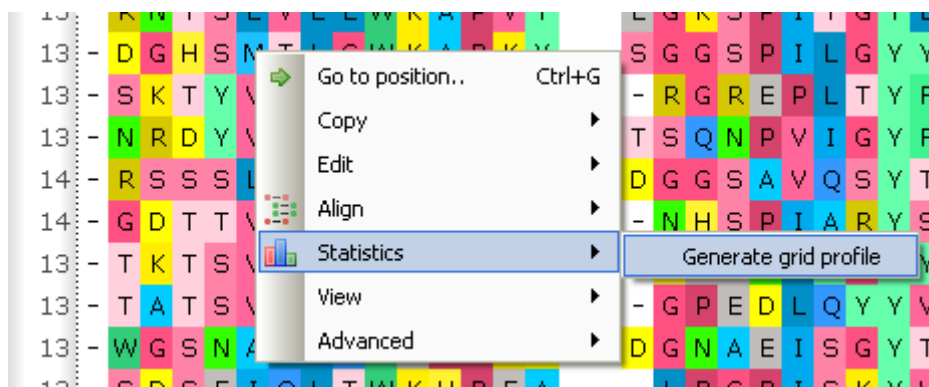 13 - D G H S S G G S P I L G Y Y
Go to position.. Ctrl+G
13 - S K T Y - R G R E P L T Y F
Copy
13 - N R D Y T S Q N P V I G Y F
Edit
14 - R S S S L D G G S A V Q S Y T
Align
14 - G D T T - N H S P I A R Y S
Statistics
Generate grid profile
13 - T K T S
View
13 - T A T S - G P E D L Q Y Y V
Advanced
13 - W G S N A D G N A E I S G Y T